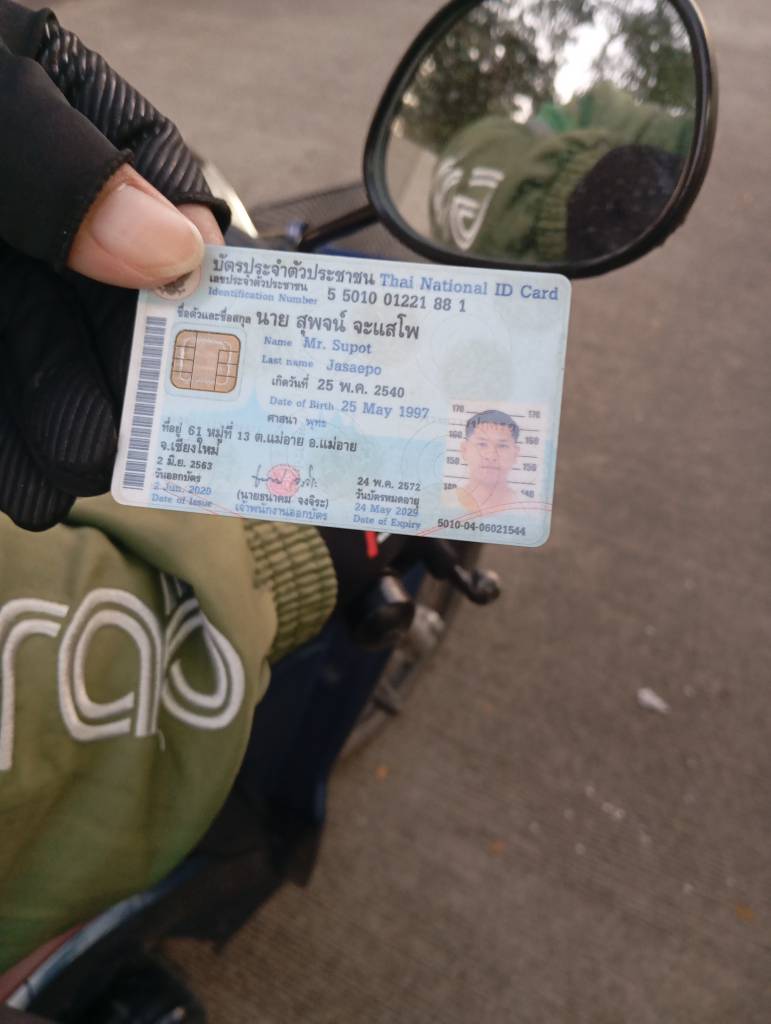 บัตรประจำตัวประชาชน Thai National ID Card
เลขประจำตัวประชาชน
Identification Number 5 5010 01221 88 1
ชื่อตัวและชื่อสกุล นาย สุพจน์ จะแสโพ
Name Mr. Supot
Last name Jasaepo
เกิดวันที่ 25 พ.ค. 2540
Date of Birth 25 May 1997
ศาสนา พุทธ
ที่อยู่ 61 หมู่ที่ 13 ต.แม่อาย อ.แม่อาย
จ.เชียงใหม่
2 มิ.ย. 2563
วันออกบัตร
2 Jun. 2020
Date of Issue
(นายธนาคม จงจิระ)
เจ้าพนักงานออกบัตร
24 พ.ค. 2572
วันบัตรหมดอายุ
24 May 2029
Date of Expiry
170 170
160 160
150 150
140
5010-04-06021544
rab